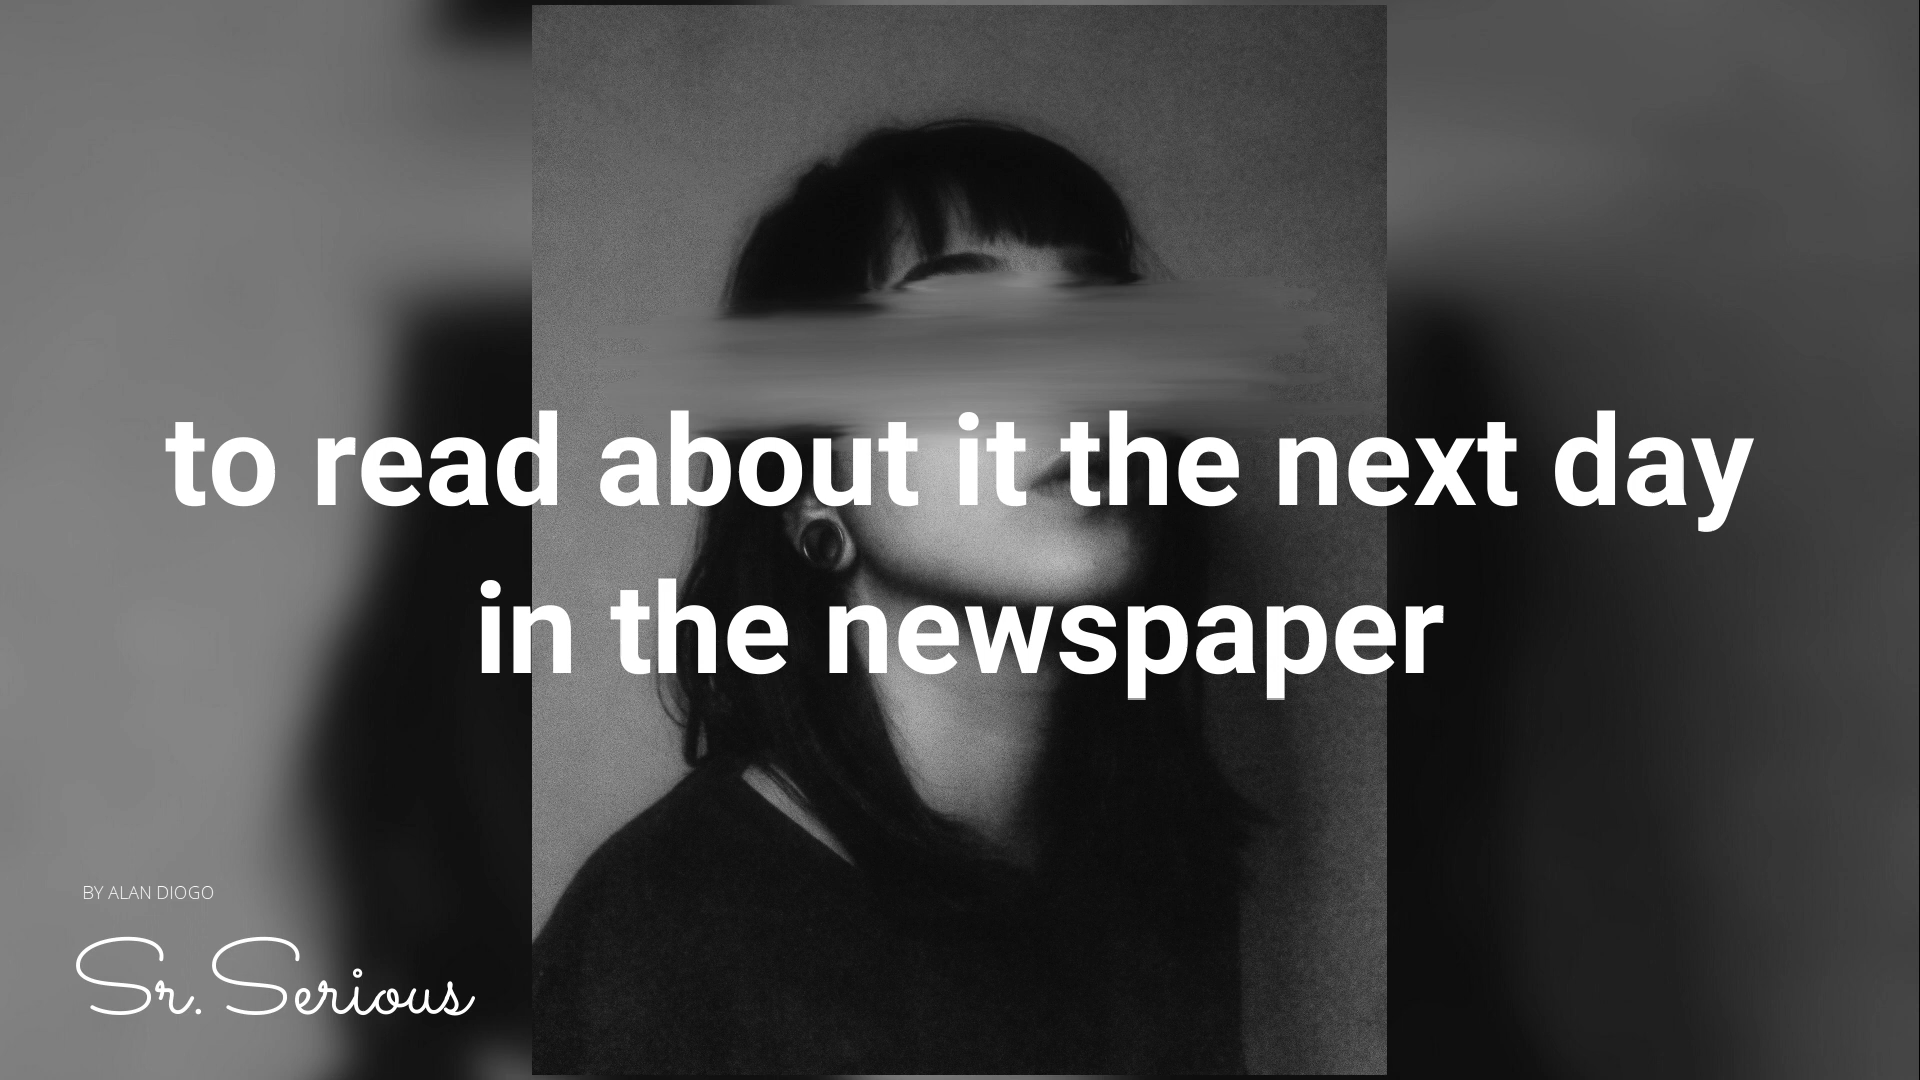 to read about it the next day
in the newspaper
BY ALAN DIOGO
Sr. Serious